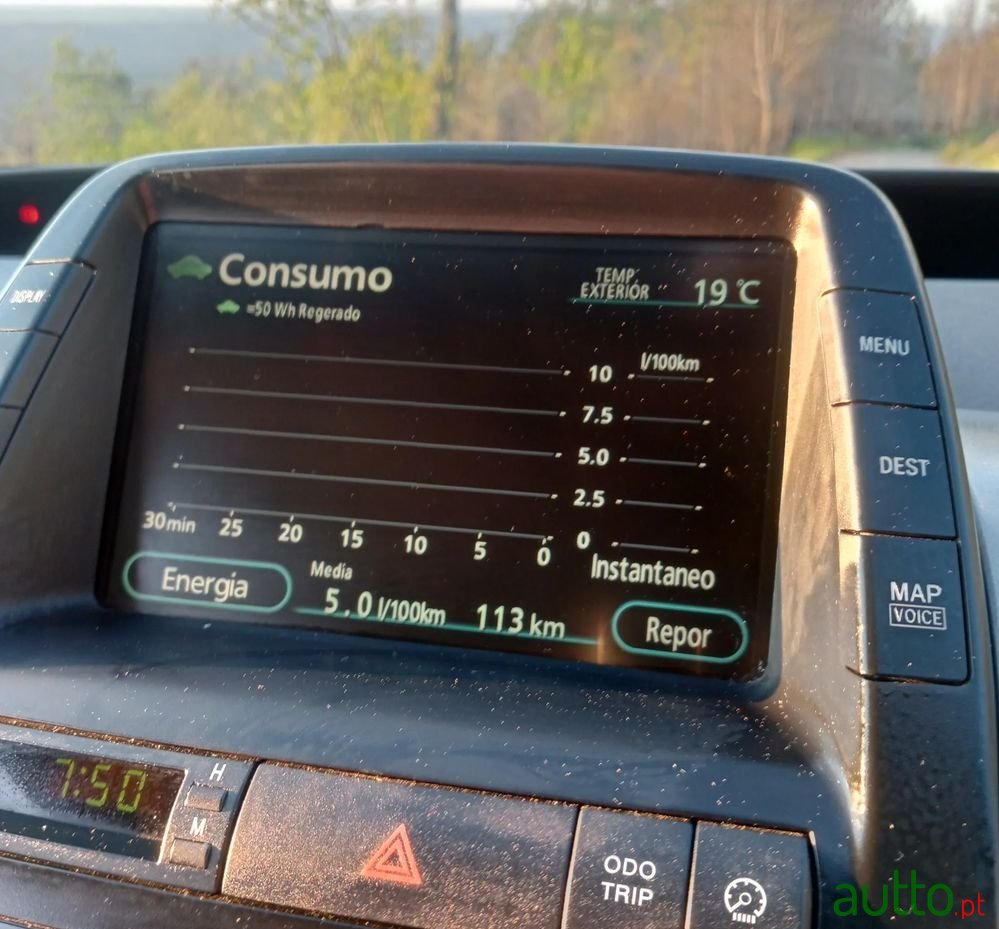 DISPLAY
Consumo
=50 Wh Regerado
TEMP.
EXTERIÓR
19 °C
l/100km
10
7.5
5.0
2.5
0
30min 25 20 15 10 5 0
Instantaneo
Energia
Media
5.0 l/100km 113 km
Repor
MENU
DEST
MAP
VOICE
7:50
H
M
ODO
TRIP
autto.pt